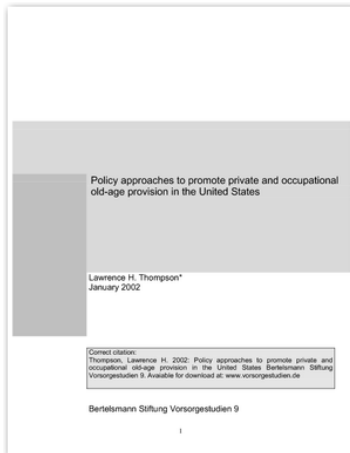 Policy approaches to promote private and occupational
old-age provision in the United States
Lawrence H. Thompson*
January 2002
Correct citation:
Thompson, Lawrence H. 2002: Policy approaches to promote private and
occupational old-age provision in the United States Bertelsmann Stiftung
Vorsorgestudien 9. Avaiable for download at: www.vorsorgestudien.de
Bertelsmann Stiftung Vorsorgestudien 9
1